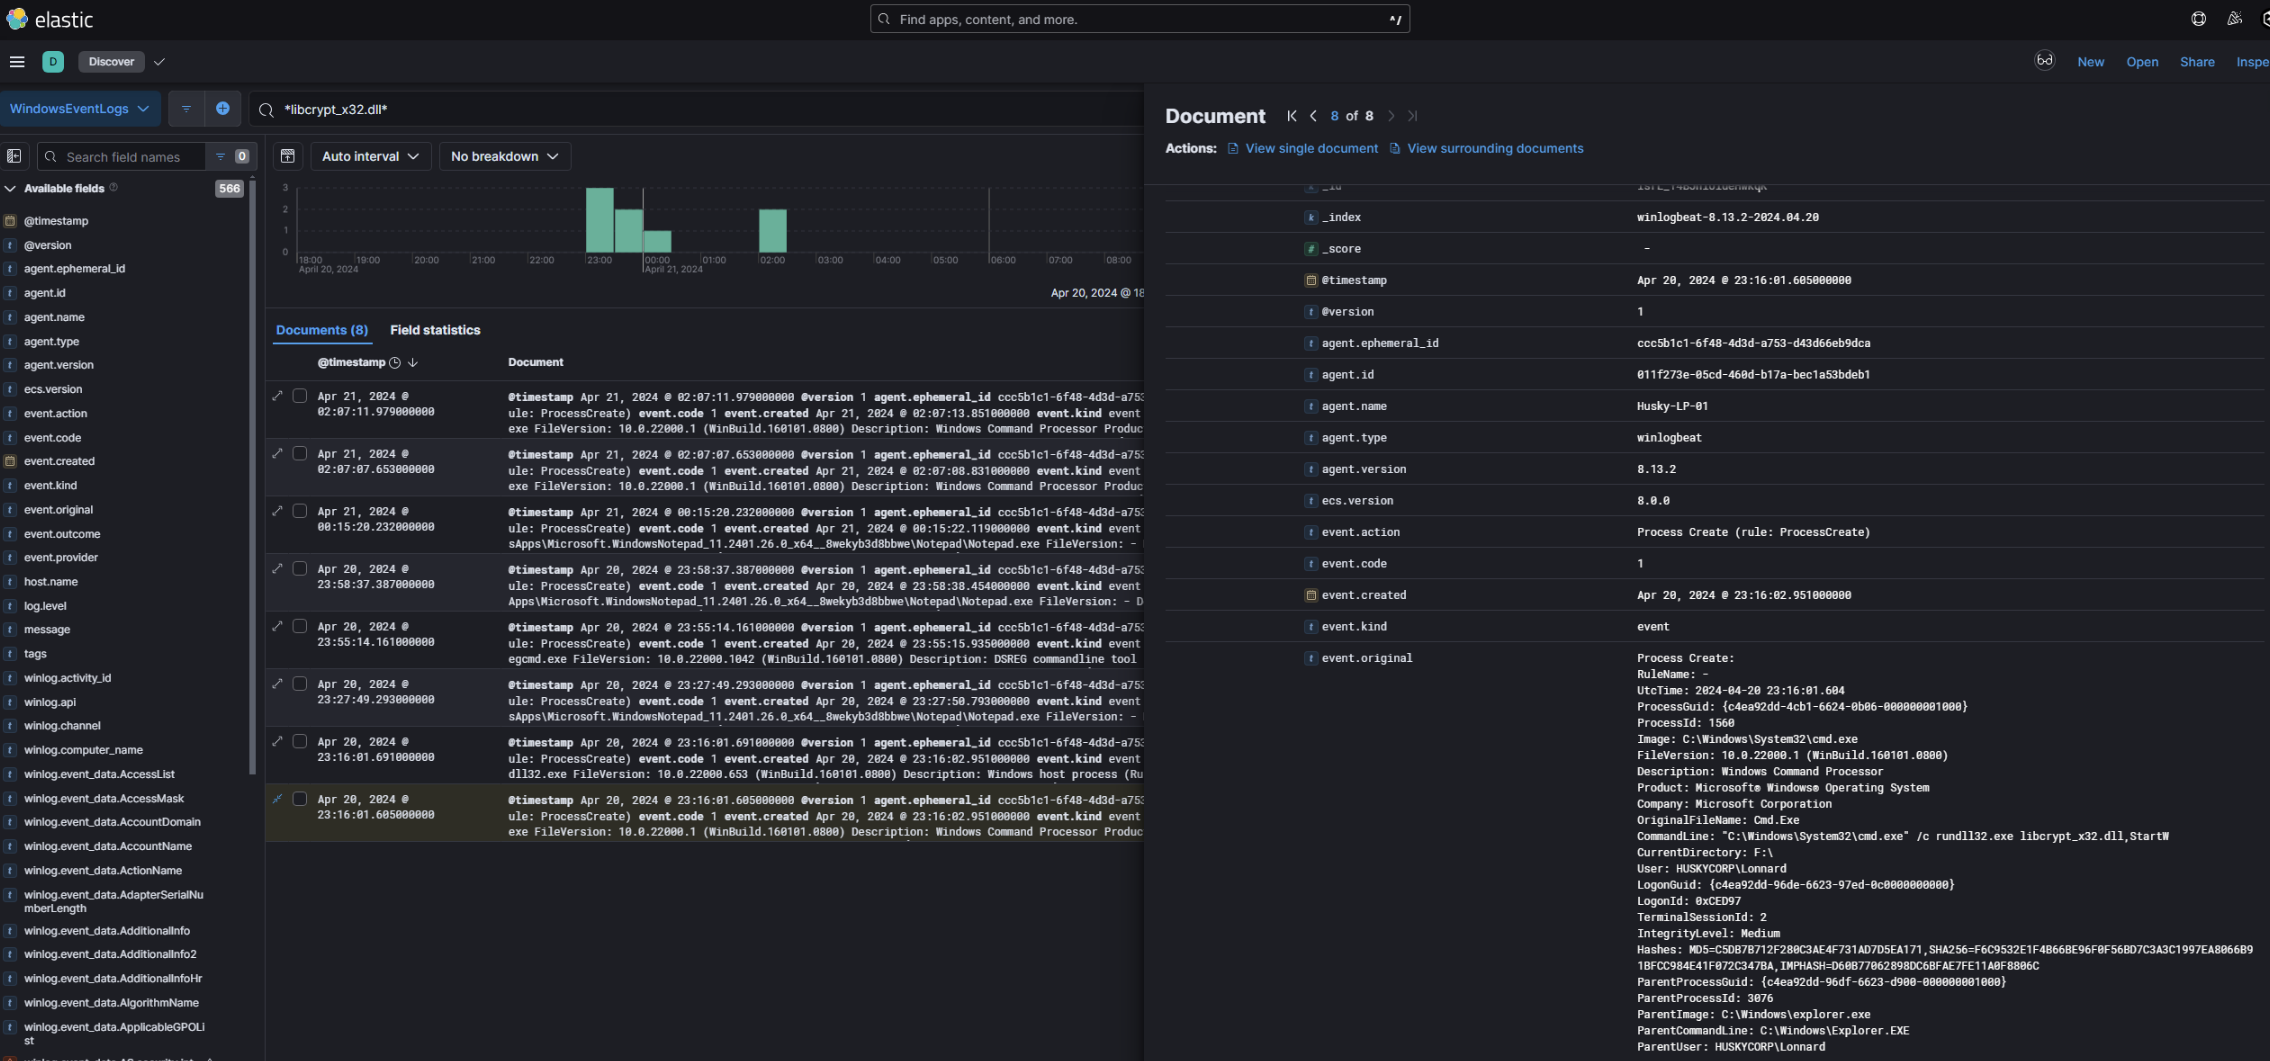 elastic
Find apps, content, and more.
^/
D
Discover
New
Open
Share
Inspe
WindowsEventLogs
*libcrypt_x32.dll*
Search field names
0
Auto interval
No breakdown
Available fields
566
@timestamp
@version
agent.ephemeral_id
agent.id
agent.name
agent.type
agent.version
ecs.version
event.action
event.code
event.created
event.kind
event.original
event.outcome
event.provider
host.name
log.level
message
tags
winlog.activity_id
winlog.api
winlog.channel
winlog.computer_name
winlog.event_data.AccessList
winlog.event_data.AccessMask
winlog.event_data.AccountDomain
winlog.event_data.AccountName
winlog.event_data.ActionName
winlog.event_data.AdapterSerialNu
mberLength
winlog.event_data.AdditionalInfo
winlog.event_data.AdditionalInfo2
winlog.event_data.AdditionalInfoHr
winlog.event_data.AlgorithmName
winlog.event_data.ApplicableGPOLi
st
3
2
1
0
18:00 19:00 20:00 21:00 22:00 23:00 00:00 01:00 02:00 03:00 04:00 05:00 06:00 07:00 08:00
April 20, 2024 April 21, 2024
Apr 20, 2024 @ 18
Documents (8) Field statistics
@timestamp Document
Apr 21, 2024 @
02:07:11.979000000
@timestamp Apr 21, 2024 @ 02:07:11.979000000 @version 1 agent.ephemeral_id ccc5b1c1-6f48-4d3d-a753
ule: ProcessCreate) event.code 1 event.created Apr 21, 2024 @ 02:07:13.851000000 event.kind event
exe FileVersion: 10.0.22000.1 (WinBuild.160101.0800) Description: Windows Command Processor Produc
Apr 21, 2024 @
02:07:07.653000000
@timestamp Apr 21, 2024 @ 02:07:07.653000000 @version 1 agent.ephemeral_id ccc5b1c1-6f48-4d3d-a753
ule: ProcessCreate) event.code 1 event.created Apr 21, 2024 @ 02:07:08.831000000 event.kind event
exe FileVersion: 10.0.22000.1 (WinBuild.160101.0800) Description: Windows Command Processor Produc
Apr 21, 2024 @
00:15:20.232000000
@timestamp Apr 21, 2024 @ 00:15:20.232000000 @version 1 agent.ephemeral_id ccc5b1c1-6f48-4d3d-a753
ule: ProcessCreate) event.code 1 event.created Apr 21, 2024 @ 00:15:22.119000000 event.kind event
sApps\Microsoft.WindowsNotepad_11.2401.26.0_x64__8wekyb3d8bbwe\Notepad\Notepad.exe FileVersion: -
Apr 20, 2024 @
23:58:37.387000000
@timestamp Apr 20, 2024 @ 23:58:37.387000000 @version 1 agent.ephemeral_id ccc5b1c1-6f48-4d3d-a753
ule: ProcessCreate) event.code 1 event.created Apr 20, 2024 @ 23:58:38.454000000 event.kind event
Apps\Microsoft.WindowsNotepad_11.2401.26.0_x64__8wekyb3d8bbwe\Notepad\Notepad.exe FileVersion: - D
Apr 20, 2024 @
23:55:14.161000000
@timestamp Apr 20, 2024 @ 23:55:14.161000000 @version 1 agent.ephemeral_id ccc5b1c1-6f48-4d3d-a753
ule: ProcessCreate) event.code 1 event.created Apr 20, 2024 @ 23:55:15.935000000 event.kind event
egcmd.exe FileVersion: 10.0.22000.1042 (WinBuild.160101.0800) Description: DSREG commandline tool
Apr 20, 2024 @
23:27:49.293000000
@timestamp Apr 20, 2024 @ 23:27:49.293000000 @version 1 agent.ephemeral_id ccc5b1c1-6f48-4d3d-a753
ule: ProcessCreate) event.code 1 event.created Apr 20, 2024 @ 23:27:50.793000000 event.kind event
sApps\Microsoft.WindowsNotepad_11.2401.26.0_x64__8wekyb3d8bbwe\Notepad\Notepad.exe FileVersion: -
Apr 20, 2024 @
23:16:01.691000000
@timestamp Apr 20, 2024 @ 23:16:01.691000000 @version 1 agent.ephemeral_id ccc5b1c1-6f48-4d3d-a753
ule: ProcessCreate) event.code 1 event.created Apr 20, 2024 @ 23:16:02.951000000 event.kind event
dll32.exe FileVersion: 10.0.22000.653 (WinBuild.160101.0800) Description: Windows host process (Ru
Apr 20, 2024 @
23:16:01.605000000
@timestamp Apr 20, 2024 @ 23:16:01.605000000 @version 1 agent.ephemeral_id ccc5b1c1-6f48-4d3d-a753
ule: ProcessCreate) event.code 1 event.created Apr 20, 2024 @ 23:16:02.951000000 event.kind event
exe FileVersion: 10.0.22000.1 (WinBuild.160101.0800) Description: Windows Command Processor Produc
Document 8 of 8
Actions: View single document View surrounding documents
_index winlogbeat-8.13.2-2024.04.20
_score -
@timestamp Apr 20, 2024 @ 23:16:01.605000000
@version 1
agent.ephemeral_id ccc5b1c1-6f48-4d3d-a753-d43d66eb9dca
agent.id 011f273e-05cd-460d-b17a-bec1a53bdeb1
agent.name Husky-LP-01
agent.type winlogbeat
agent.version 8.13.2
ecs.version 8.0.0
event.action Process Create (rule: ProcessCreate)
event.code 1
event.created Apr 20, 2024 @ 23:16:02.951000000
event.kind event
event.original Process Create:
RuleName: -
UtcTime: 2024-04-20 23:16:01.604
ProcessGuid: {c4ea92dd-4cb1-6624-0b06-000000001000}
ProcessId: 1560
Image: C:\Windows\System32\cmd.exe
FileVersion: 10.0.22000.1 (WinBuild.160101.0800)
Description: Windows Command Processor
Product: Microsoft® Windows® Operating System
Company: Microsoft Corporation
OriginalFileName: Cmd.Exe
CommandLine: "C:\Windows\System32\cmd.exe" /c rundll32.exe libcrypt_x32.dll,StartW
CurrentDirectory: F:\
User: HUSKYCORP\Lonnard
LogonGuid: {c4ea92dd-96de-6623-97ed-0c0000000000}
LogonId: 0xCED97
TerminalSessionId: 2
IntegrityLevel: Medium
Hashes: MD5=C5DB7B712F280C3AE4F731AD7D5EA171,SHA256=F6C9532E1F4B66BE96F0F56BD7C3A3C1997EA8066B9
1BFCC984E41F072C347BA,IMPHASH=D60B77062898DC6BFAE7FE11A0F8806C
ParentProcessGuid: {c4ea92dd-96df-6623-d900-000000001000}
ParentProcessId: 3076
ParentImage: C:\Windows\explorer.exe
ParentCommandLine: C:\Windows\Explorer.EXE
ParentUser: HUSKYCORP\Lonnard